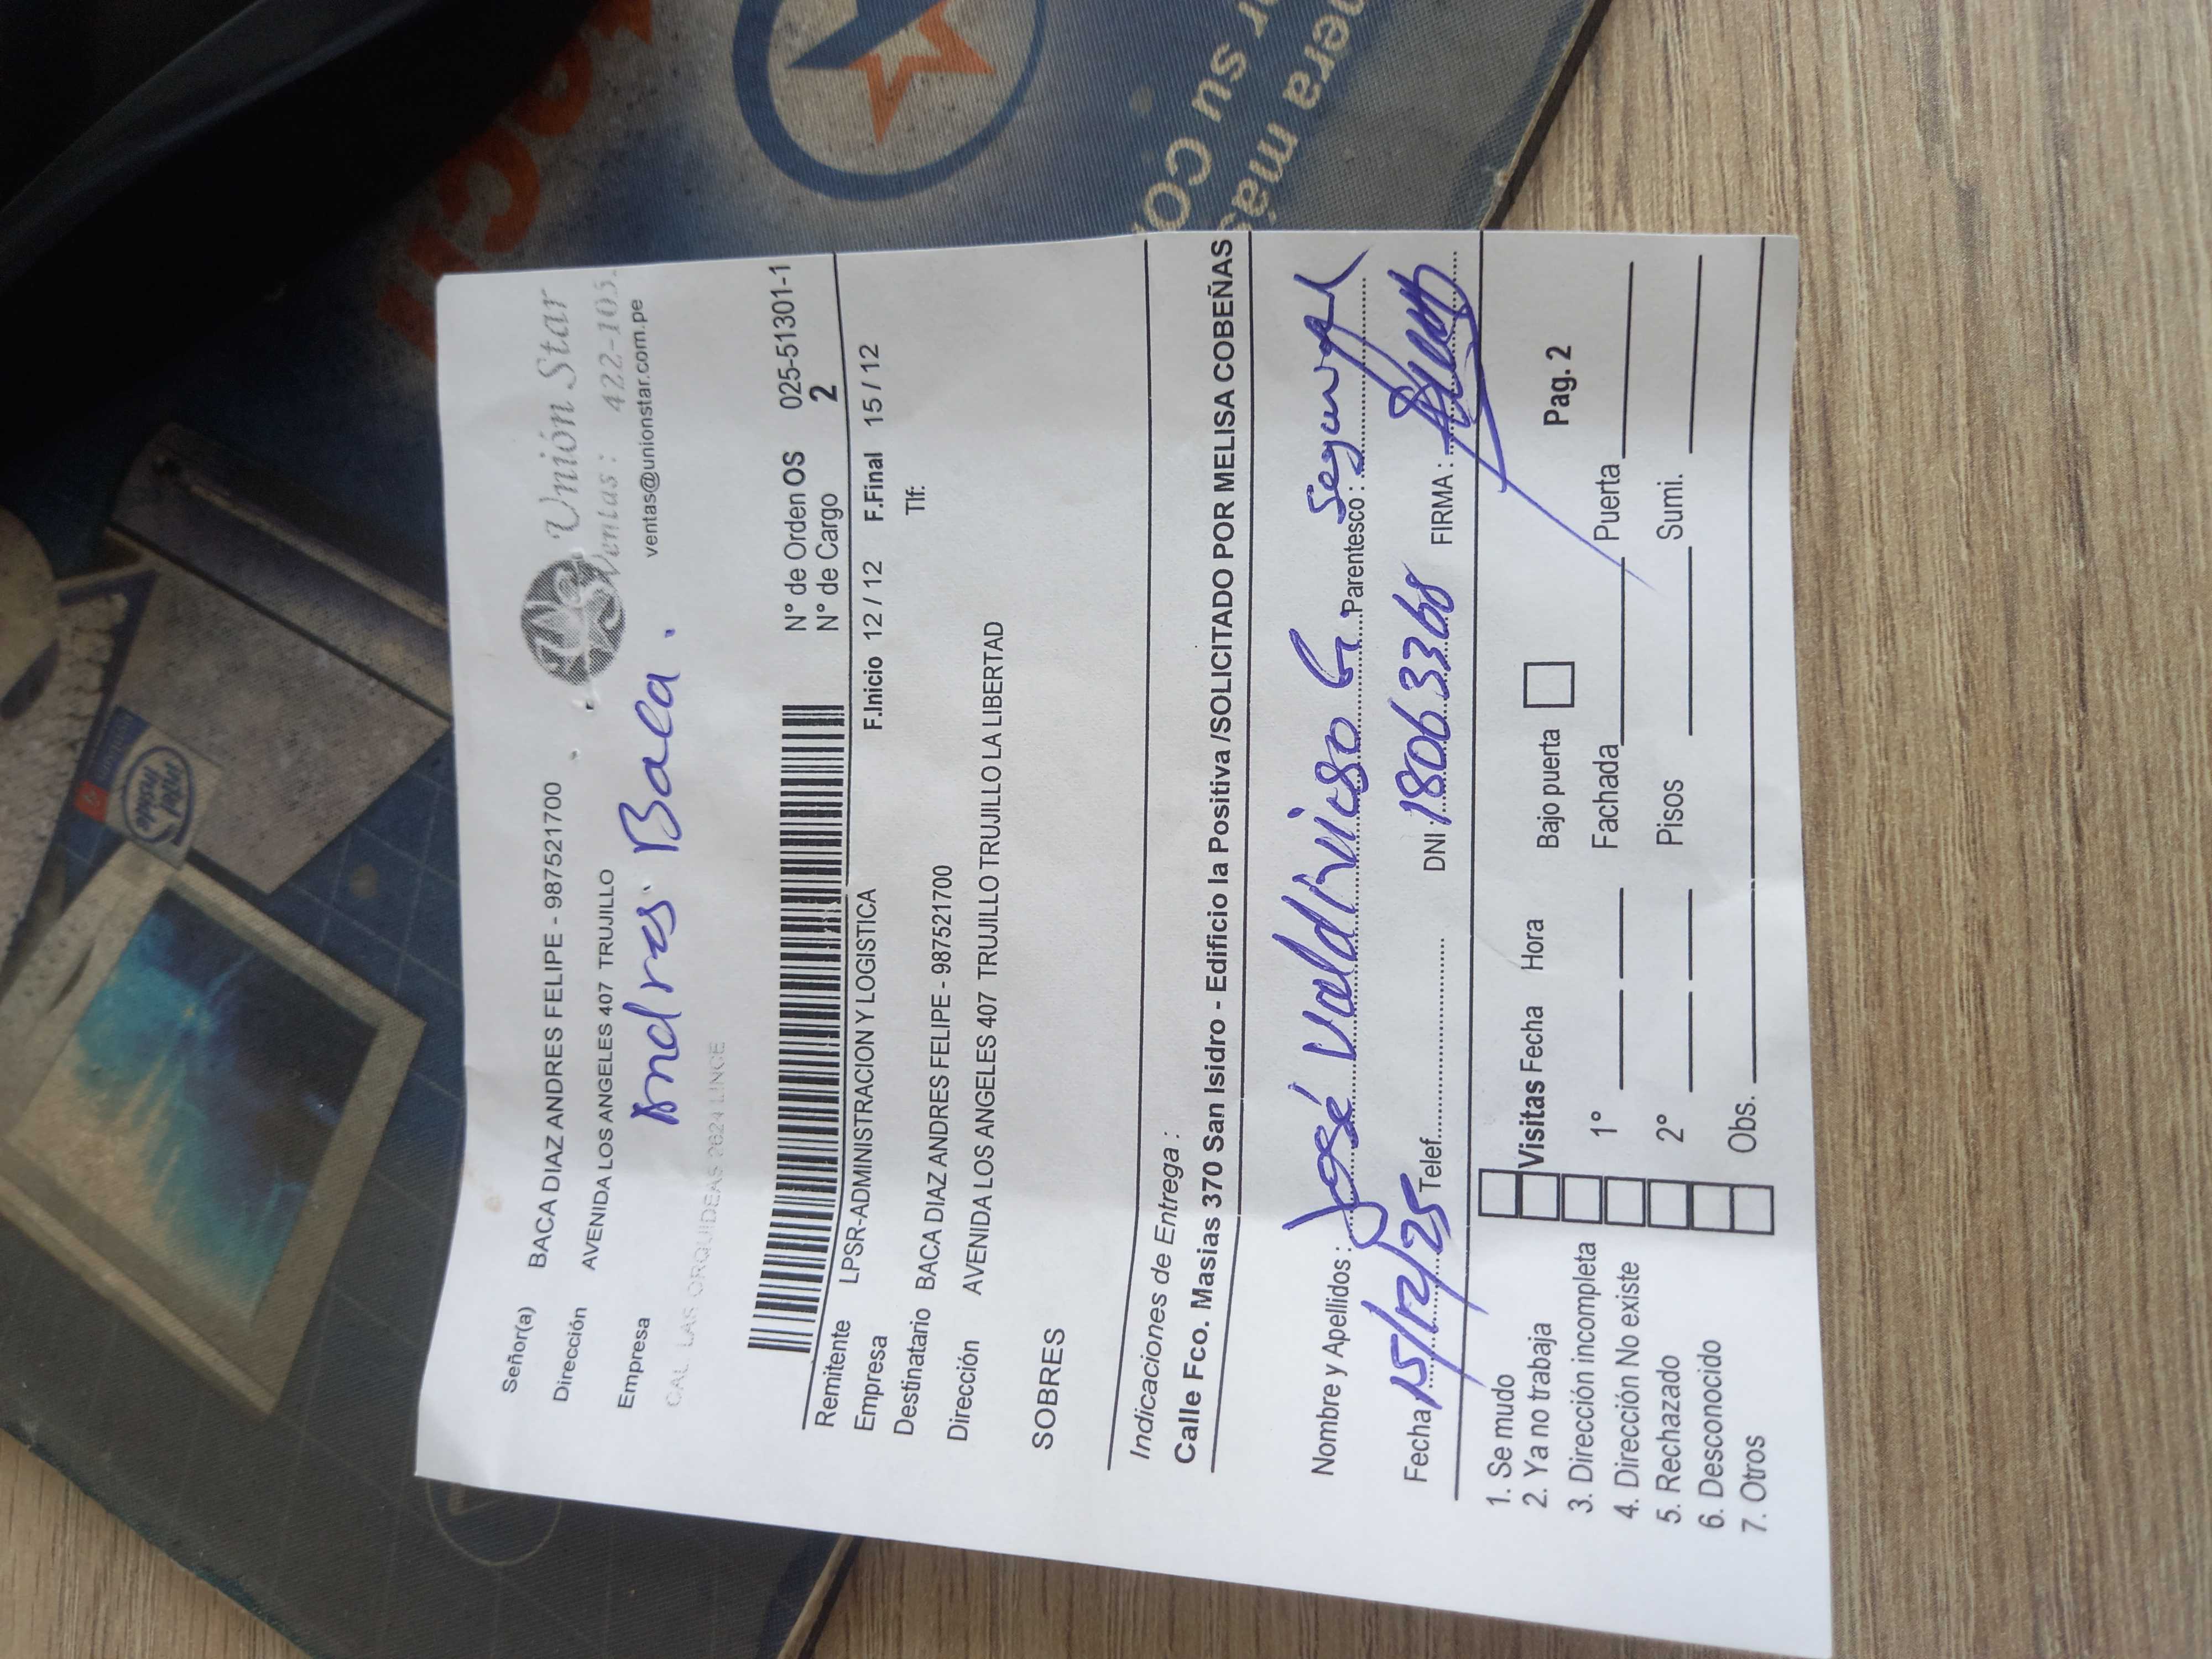 Señor(a) BACA DIAZ ANDRES FELIPE - 987521700
Unión Star
Dirección AVENIDA LOS ANGELES 407 TRUJILLO
Ventas : 422-105
Empresa
ventas@unionstar.com.pe
Andres Baca.
CAL. LAS ORQUIDEAS 2624 LINCE
N° de Orden OS 025-51301-1
N° de Cargo 2
Remitente LPSR-ADMINISTRACION Y LOGISTICA
F.Inicio 12 / 12 F.Final 15 / 12
Empresa
Tlf:
Destinatario BACA DIAZ ANDRES FELIPE - 987521700
Dirección AVENIDA LOS ANGELES 407 TRUJILLO TRUJILLO LA LIBERTAD
SOBRES
Indicaciones de Entrega :
Calle Fco. Masias 370 San Isidro - Edificio la Positiva /SOLICITADO POR MELISA COBEÑAS
Nombre y Apellidos : José Valdivieso G. Parentesco :
Fecha 15/12/25 Telef. DNI : 18063368 FIRMA :
1. Se mudo
2. Ya no trabaja
3. Dirección incompleta
4. Dirección No existe
5. Rechazado
6. Desconocido
7. Otros
Visitas Fecha Hora Bajo puerta Pag. 2
1° Fachada Puerta
2° Pisos Sumi.
Obs.
intel inside
r su co
nera más